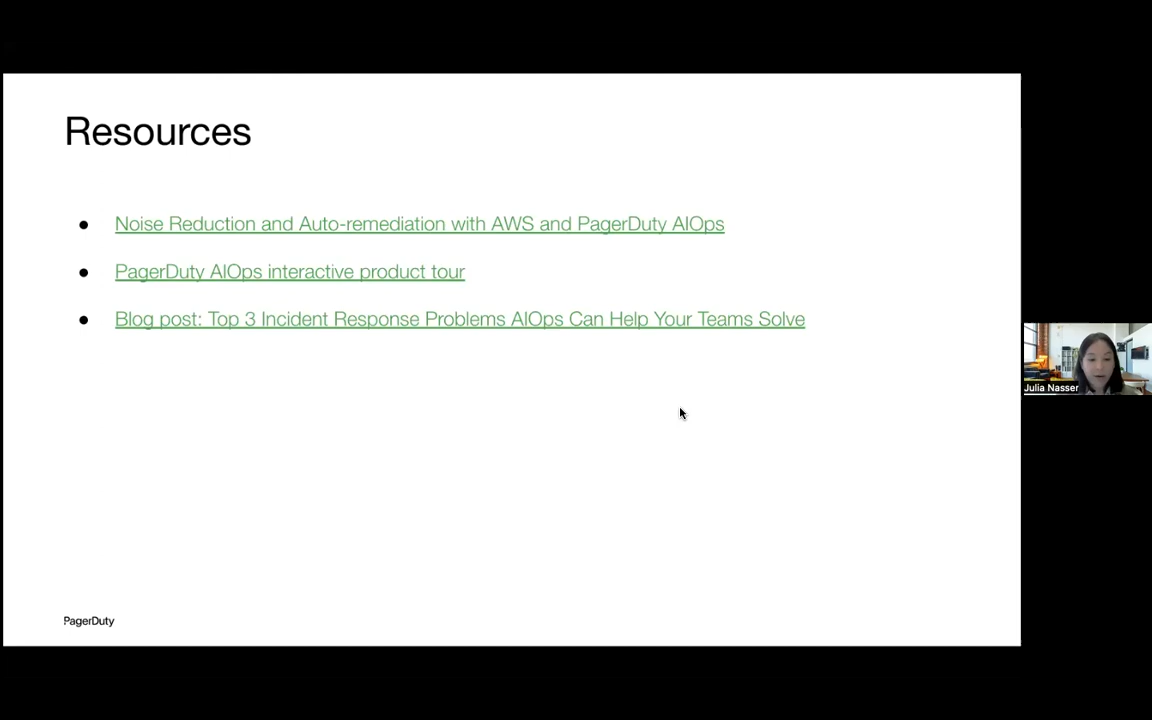 Resources
● Noise Reduction and Auto-remediation with AWS and PagerDuty AIOps
● PagerDuty AIOps interactive product tour
● Blog post: Top 3 Incident Response Problems AIOps Can Help Your Teams Solve
Julia Nasser
PagerDuty